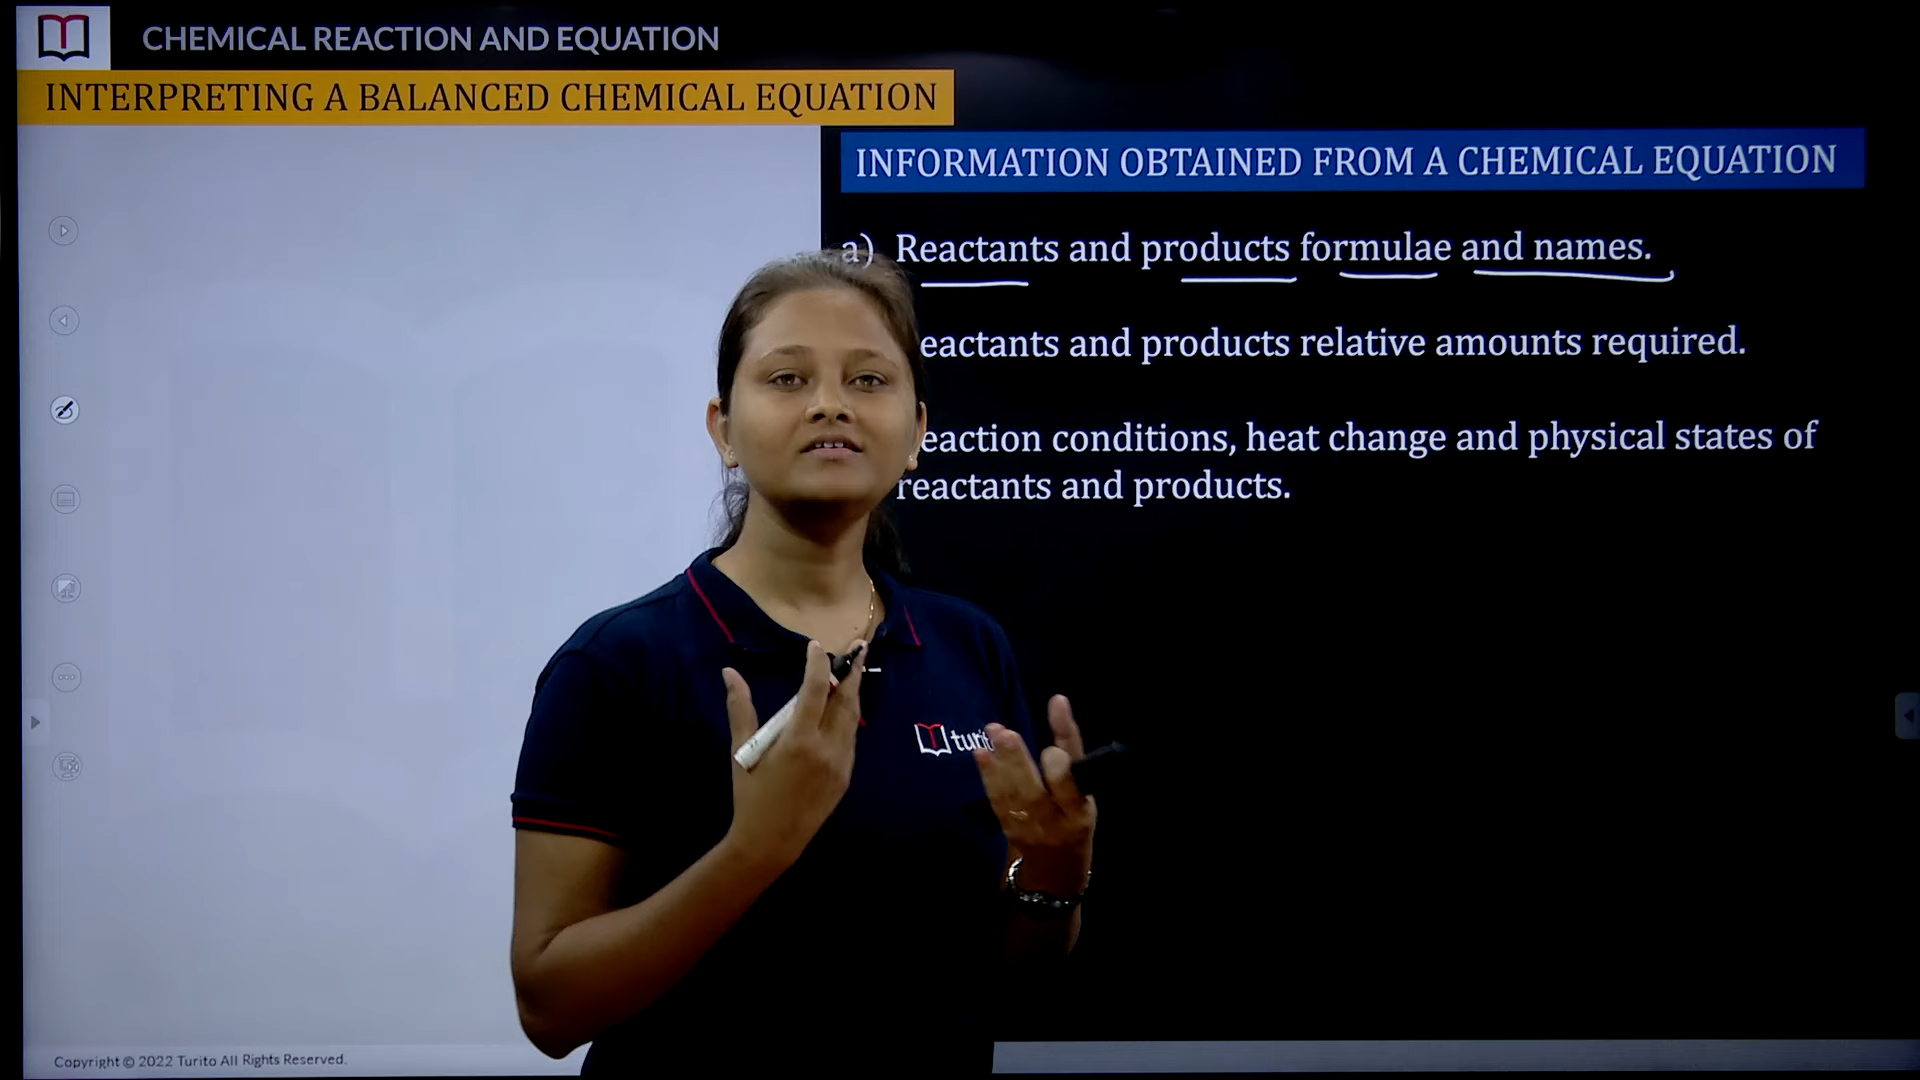 CHEMICAL REACTION AND EQUATION
INTERPRETING A BALANCED CHEMICAL EQUATION
INFORMATION OBTAINED FROM A CHEMICAL EQUATION
a) Reactants and products formulae and names.
eactants and products relative amounts required.
eaction conditions, heat change and physical states of
reactants and products.
turit
Copyright © 2022 Turito All Rights Reserved.